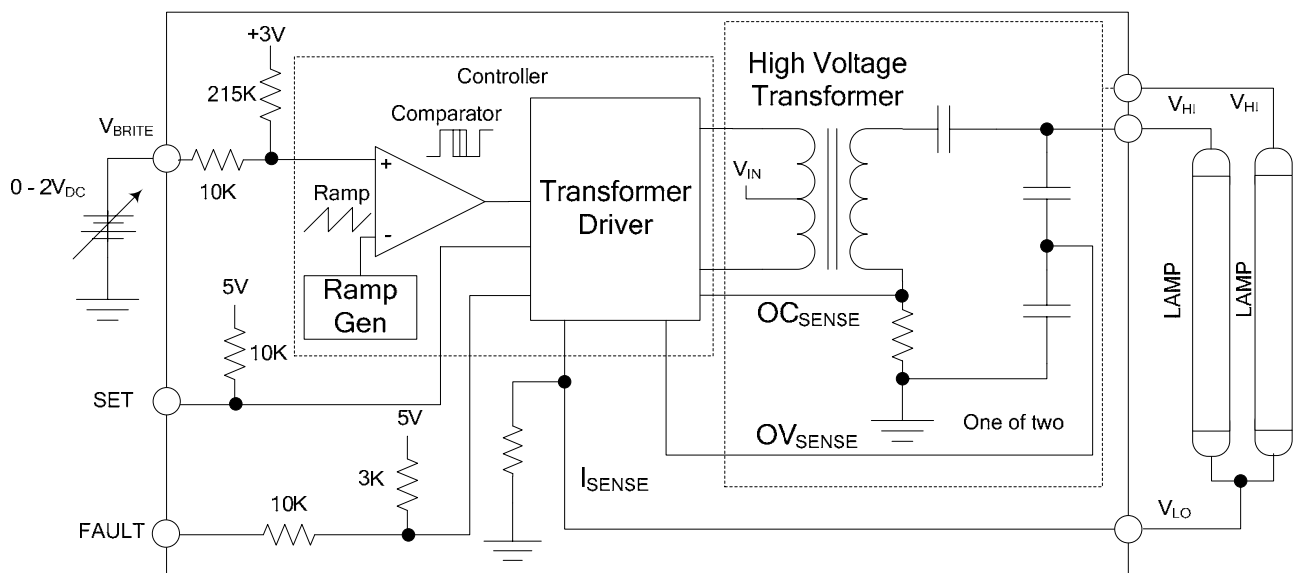 +3V
Controller
High Voltage
Transformer
215K
Comparator
VBRITE
VHI
VHI
10K
+
0 - 2VDC
Ramp
-
Transformer
Driver
VIN
Ramp
Gen
5V
LAMP
LAMP
OCSENSE
10K
SET
5V
One of two
OVSENSE
3K
ISENSE
10K
VLO
FAULT